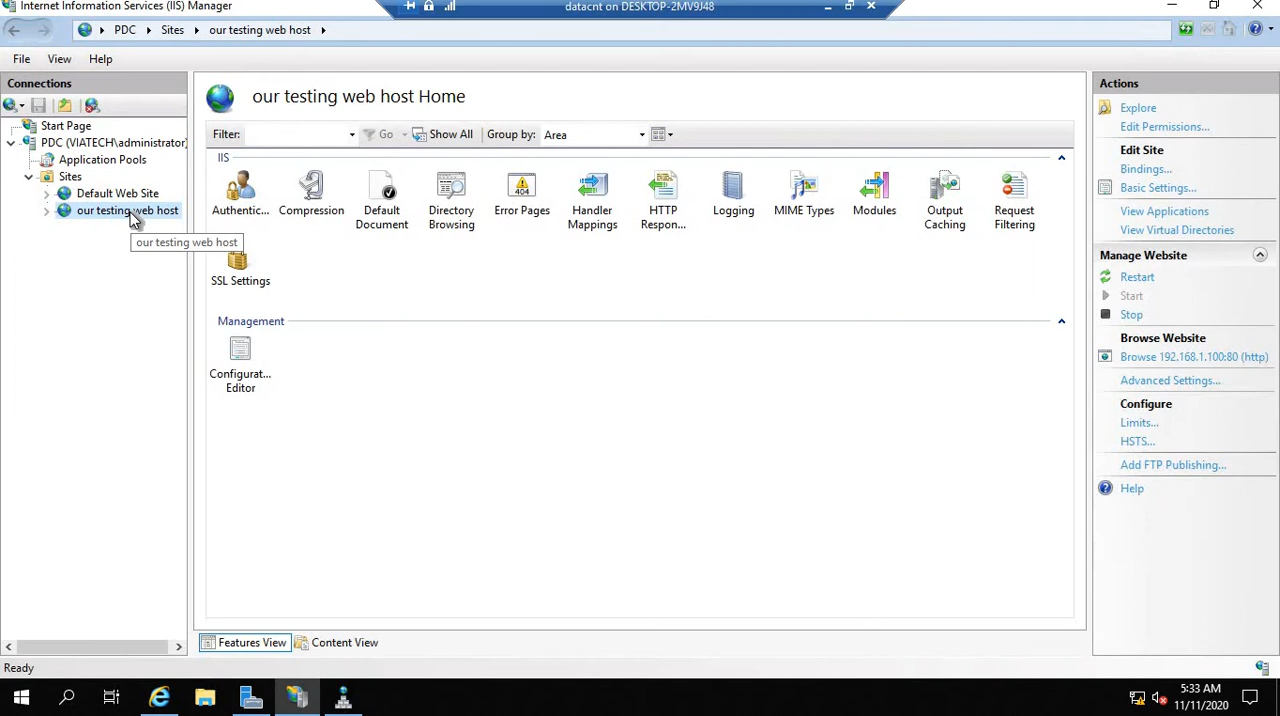 Internet Information Services (IIS) Manager
datacnt on DESKTOP-2MV9J48
PDC
Sites
our testing web host
File
View
Help
Connections
Start Page
PDC (VIATECH\administrator
Application Pools
Sites
Default Web Site
our testing web host
our testing web host
our testing web host Home
Filter:
Go
Show All
Group by:
Area
IIS
Authentic...
Compression
Default
Document
Directory
Browsing
Error Pages
Handler
Mappings
HTTP
Respon...
Logging
MIME Types
Modules
Output
Caching
Request
Filtering
404
SSL Settings
Management
Configurat...
Editor
Features View
Content View
Actions
Explore
Edit Permissions...
Edit Site
Bindings...
Basic Settings...
View Applications
View Virtual Directories
Manage Website
Restart
Start
Stop
Browse Website
Browse 192.168.1.100:80 (http)
Advanced Settings...
Configure
Limits...
HSTS...
Add FTP Publishing...
Help
Ready
5:33 AM
11/11/2020